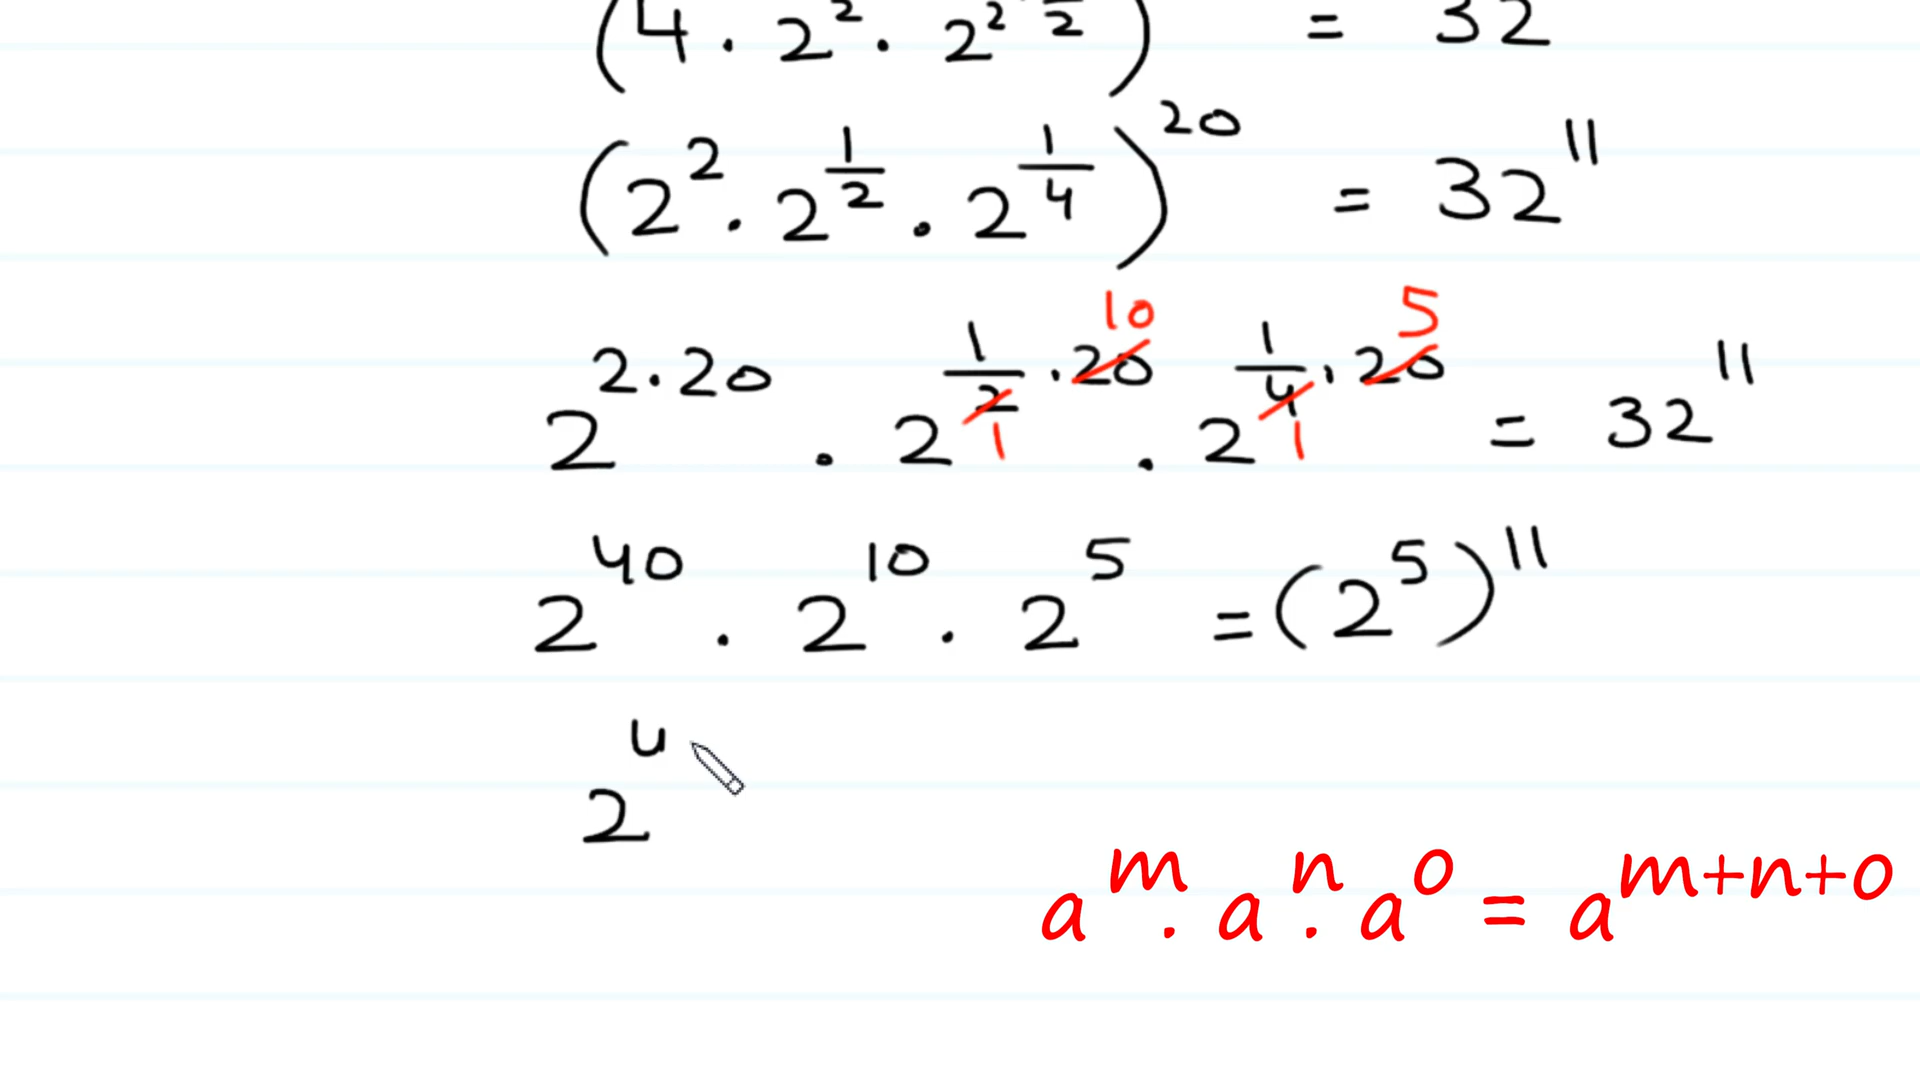 (4 · 2^2 · 2^2 2) = 32
(2^2 · 2^(1/2) · 2^(1/4))^20 = 32^11
10 5
2^(2·20) · 2^(1/2 · 20) · 2^(1/4 · 20) = 32^11
1 1
2^40 · 2^10 · 2^5 = (2^5)^11
2^4
a^m · a^n · a^o = a^(m+n+o)